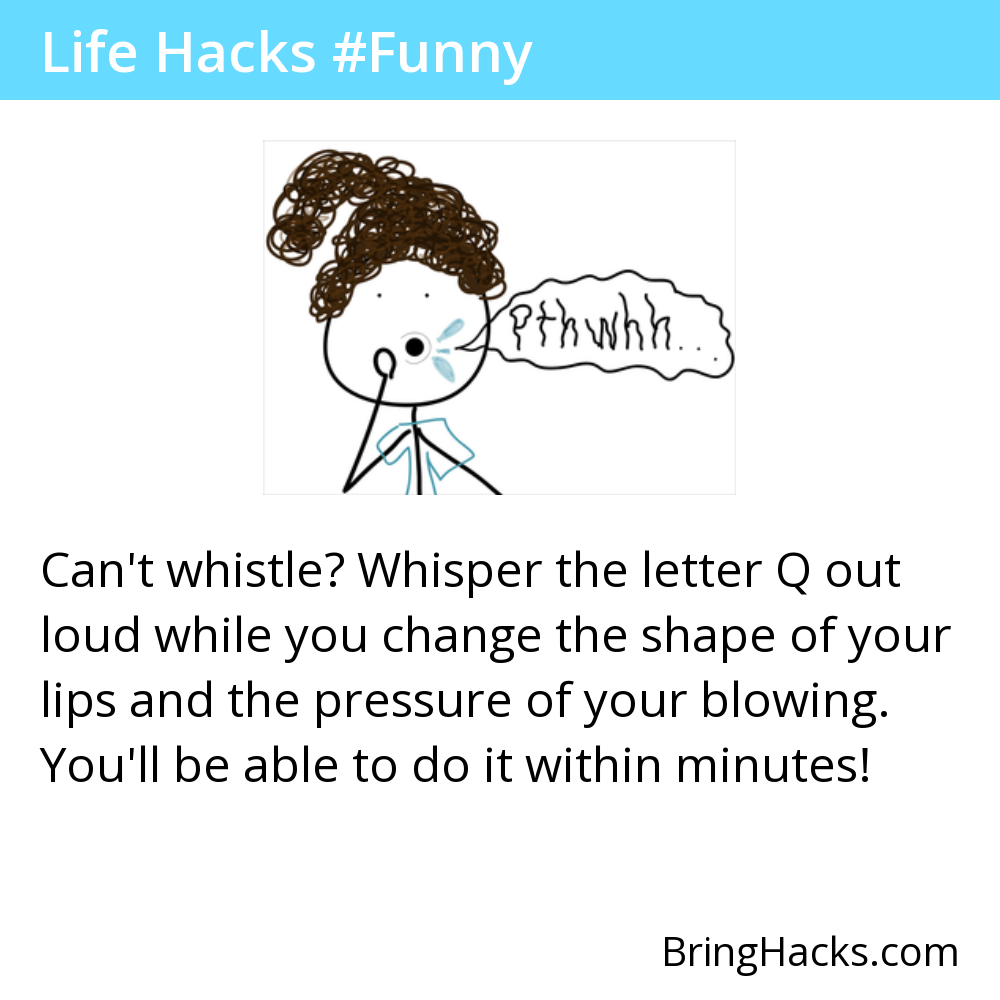 Life Hacks #Funny
Pthwhh...
Can't whistle? Whisper the letter Q out
loud while you change the shape of your
lips and the pressure of your blowing.
You'll be able to do it within minutes!
BringHacks.com